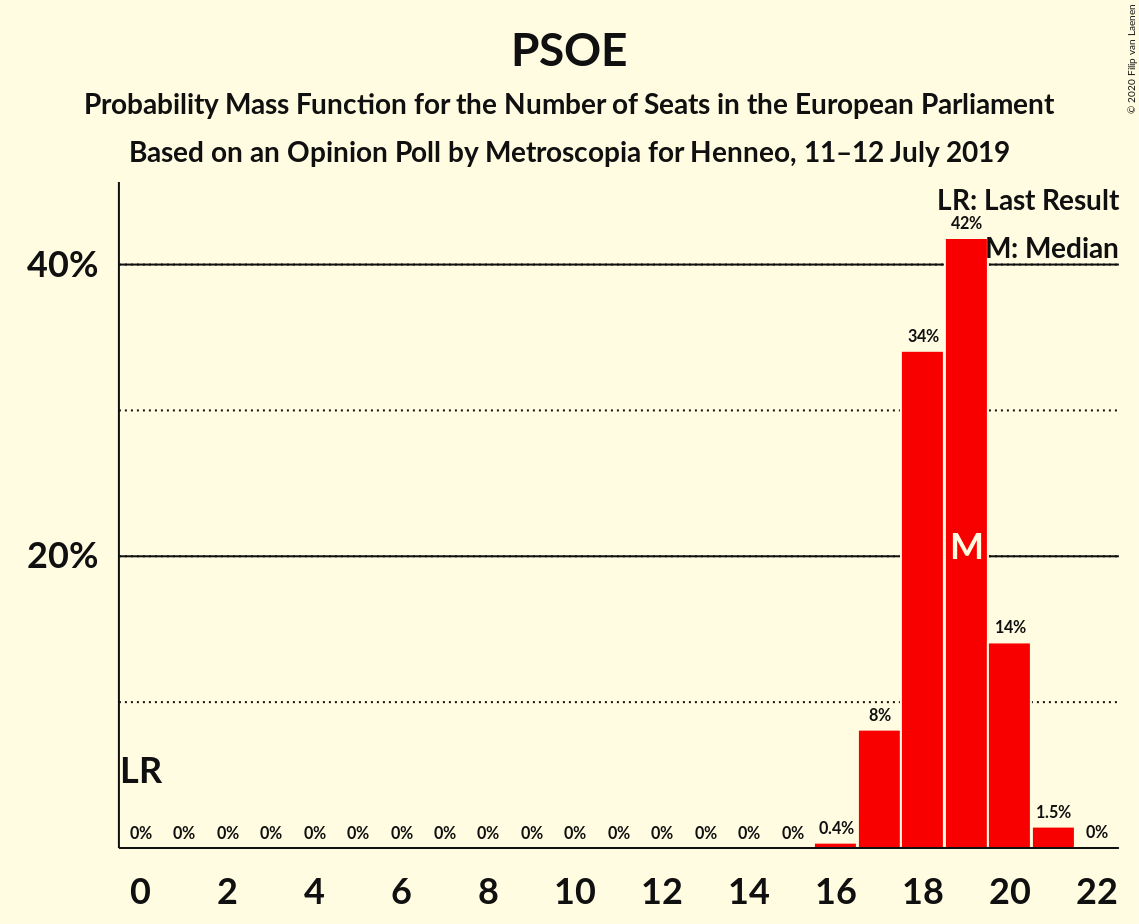 PSOE
Probability Mass Function for the Number of Seats in the European Parliament
Based on an Opinion Poll by Metroscopia for Henneo, 11–12 July 2019
© 2020 Filip van Laenen
LR: Last Result
M: Median
42%
40%
34%
20%
M
14%
8%
LR
0% 0% 0% 0% 0% 0% 0% 0% 0% 0% 0% 0% 0% 0% 0% 0% 0.4% 1.5% 0%
0 2 4 6 8 10 12 14 16 18 20 22